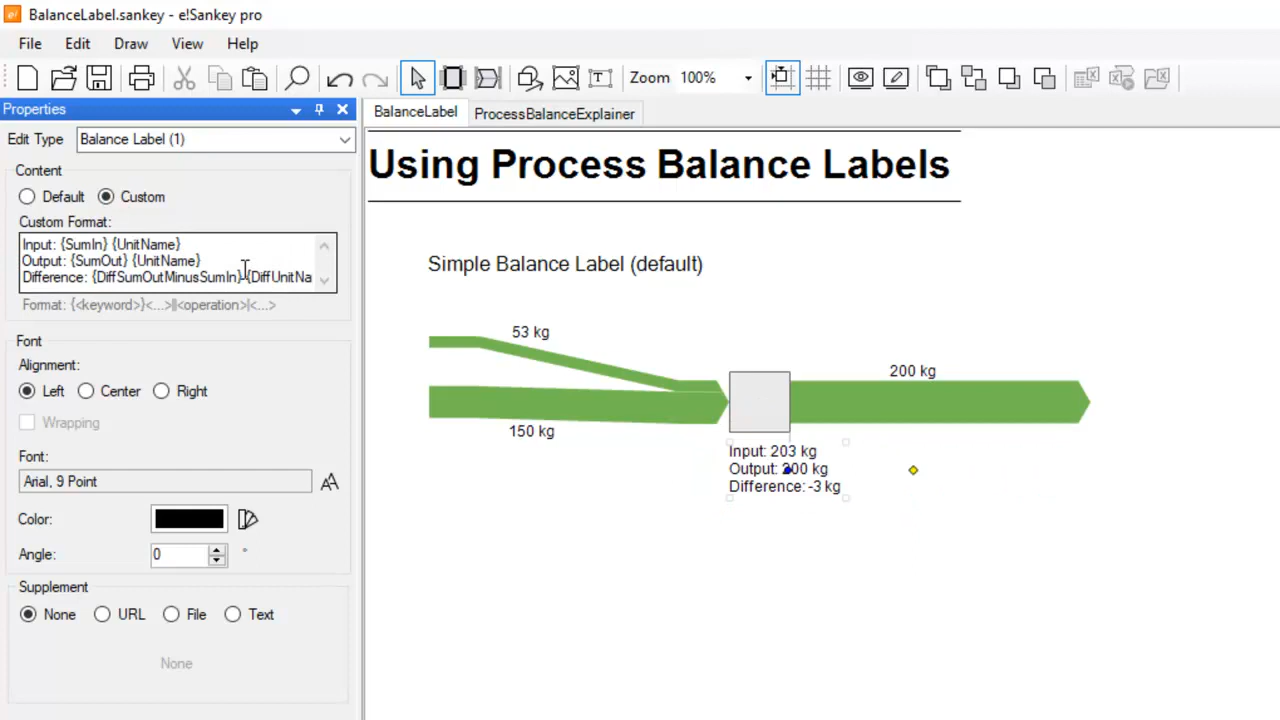 BalanceLabel.sankey - e!Sankey pro
File Edit Draw View Help
Zoom 100%
Properties
BalanceLabel ProcessBalanceExplainer
Edit Type Balance Label (1)
Content
Default Custom
Custom Format:
Input: {SumIn} {UnitName}
Output: {SumOut} {UnitName}
Difference: {DiffSumOutMinusSumIn} {DiffUnitNa
Format: {<keyword>}<...>||<operation>|<...>
Font
Alignment:
Left Center Right
Wrapping
Font:
Arial, 9 Point
Color:
Angle: 0 °
Supplement
None URL File Text
None
Using Process Balance Labels
Simple Balance Label (default)
53 kg
200 kg
150 kg
Input: 203 kg
Output: 200 kg
Difference: -3 kg